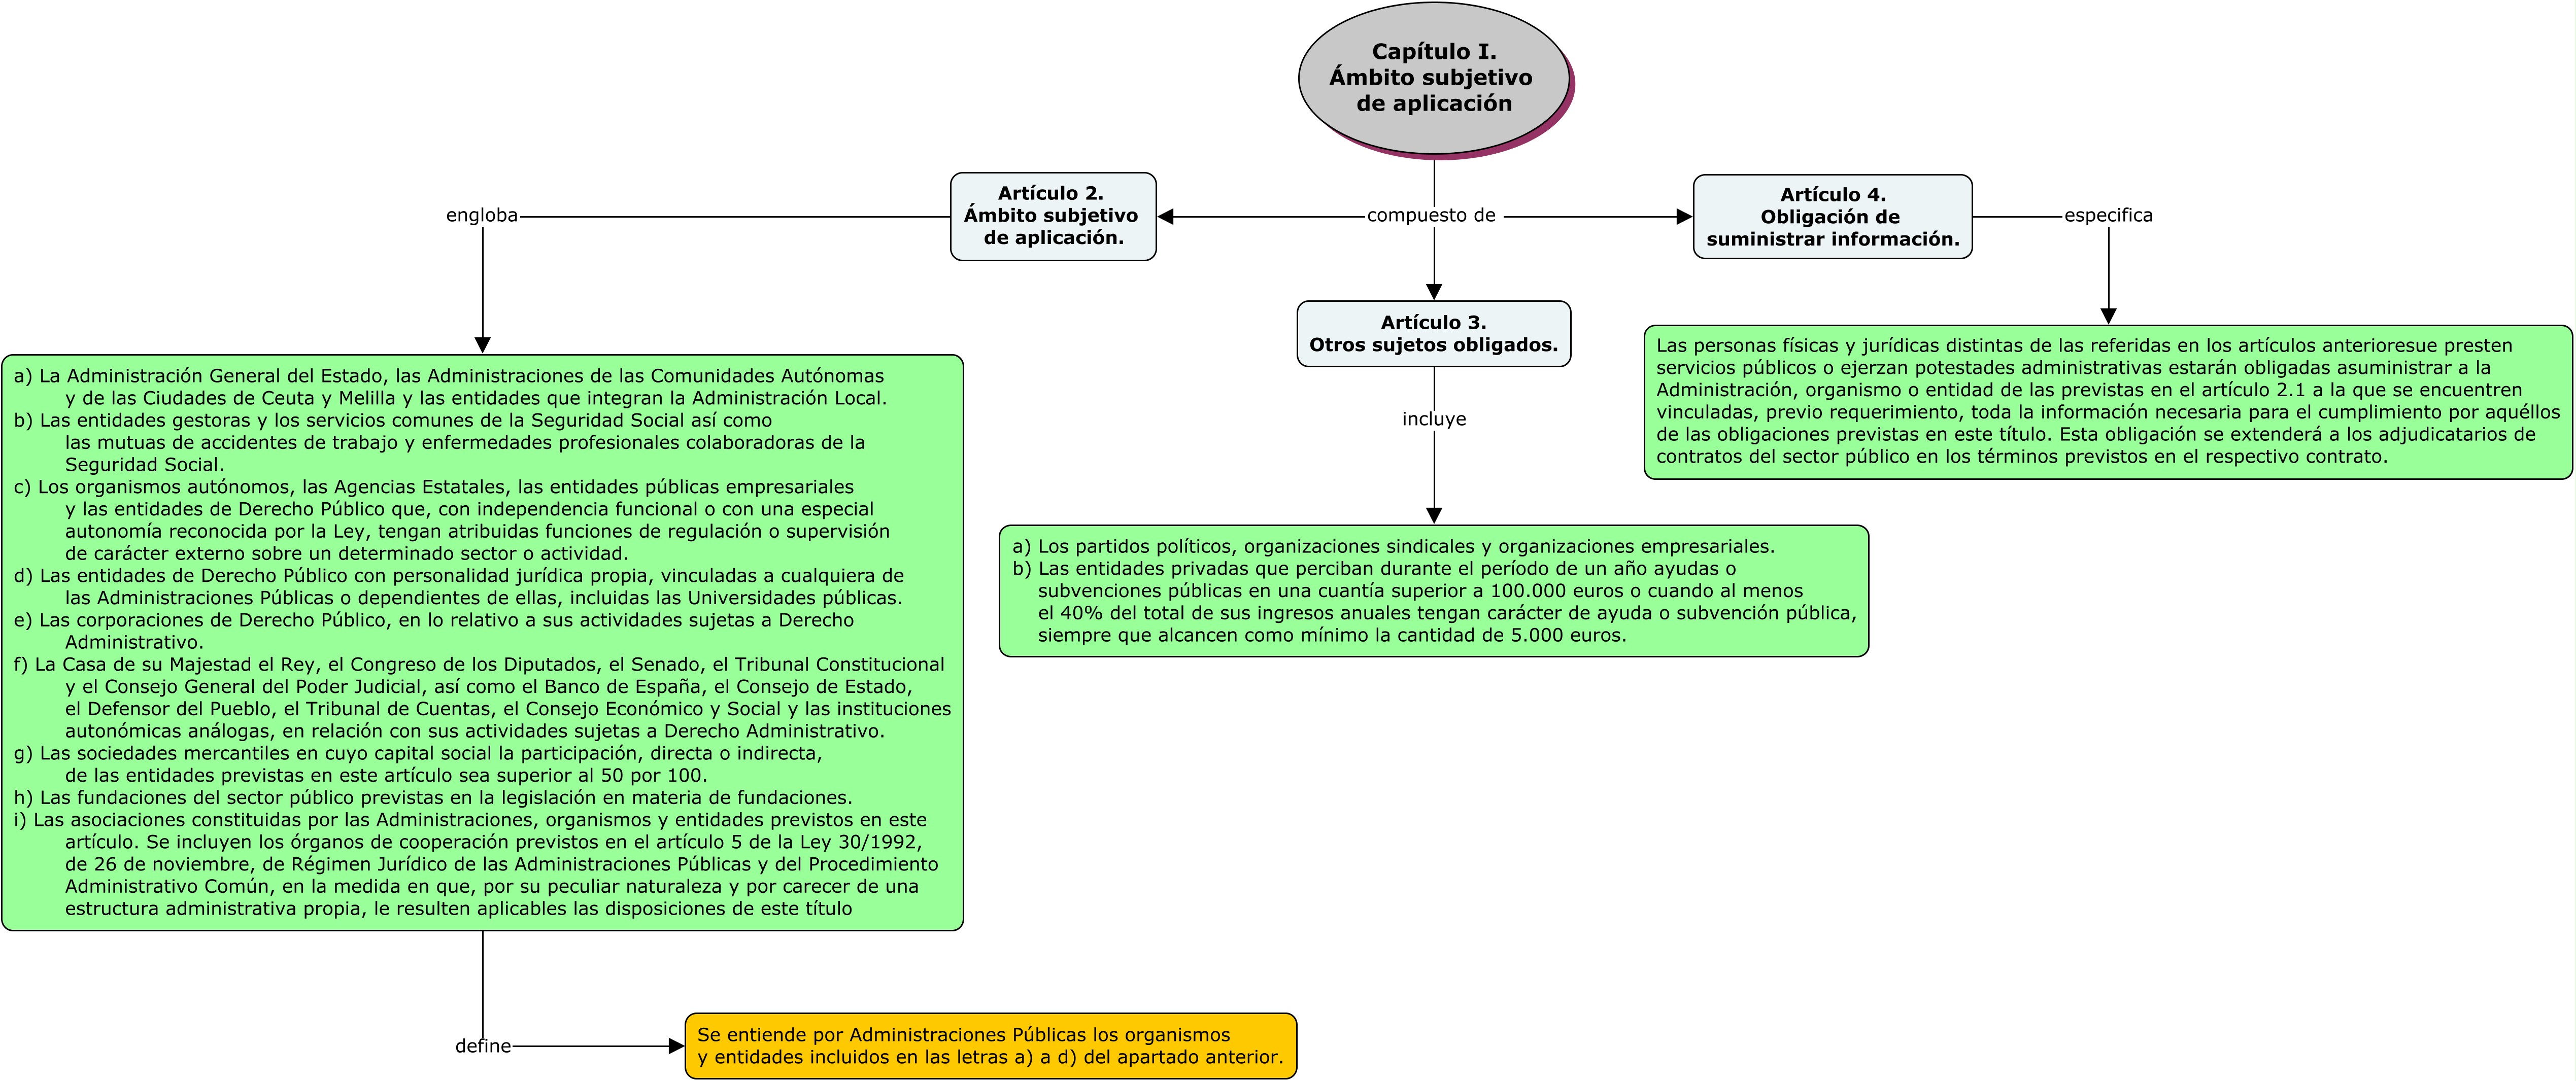 Capítulo I.
Ámbito subjetivo
de aplicación
compuesto de
Artículo 2.
Ámbito subjetivo
de aplicación.
engloba
a) La Administración General del Estado, las Administraciones de las Comunidades Autónomas
y de las Ciudades de Ceuta y Melilla y las entidades que integran la Administración Local.
b) Las entidades gestoras y los servicios comunes de la Seguridad Social así como
las mutuas de accidentes de trabajo y enfermedades profesionales colaboradoras de la
Seguridad Social.
c) Los organismos autónomos, las Agencias Estatales, las entidades públicas empresariales
y las entidades de Derecho Público que, con independencia funcional o con una especial
autonomía reconocida por la Ley, tengan atribuidas funciones de regulación o supervisión
de carácter externo sobre un determinado sector o actividad.
d) Las entidades de Derecho Público con personalidad jurídica propia, vinculadas a cualquiera de
las Administraciones Públicas o dependientes de ellas, incluidas las Universidades públicas.
e) Las corporaciones de Derecho Público, en lo relativo a sus actividades sujetas a Derecho
Administrativo.
f) La Casa de su Majestad el Rey, el Congreso de los Diputados, el Senado, el Tribunal Constitucional
y el Consejo General del Poder Judicial, así como el Banco de España, el Consejo de Estado,
el Defensor del Pueblo, el Tribunal de Cuentas, el Consejo Económico y Social y las instituciones
autonómicas análogas, en relación con sus actividades sujetas a Derecho Administrativo.
g) Las sociedades mercantiles en cuyo capital social la participación, directa o indirecta,
de las entidades previstas en este artículo sea superior al 50 por 100.
h) Las fundaciones del sector público previstas en la legislación en materia de fundaciones.
i) Las asociaciones constituidas por las Administraciones, organismos y entidades previstos en este
artículo. Se incluyen los órganos de cooperación previstos en el artículo 5 de la Ley 30/1992,
de 26 de noviembre, de Régimen Jurídico de las Administraciones Públicas y del Procedimiento
Administrativo Común, en la medida en que, por su peculiar naturaleza y por carecer de una
estructura administrativa propia, le resulten aplicables las disposiciones de este título
define
Se entiende por Administraciones Públicas los organismos
y entidades incluidos en las letras a) a d) del apartado anterior.
Artículo 3.
Otros sujetos obligados.
incluye
a) Los partidos políticos, organizaciones sindicales y organizaciones empresariales.
b) Las entidades privadas que perciban durante el período de un año ayudas o
subvenciones públicas en una cuantía superior a 100.000 euros o cuando al menos
el 40% del total de sus ingresos anuales tengan carácter de ayuda o subvención pública,
siempre que alcancen como mínimo la cantidad de 5.000 euros.
Artículo 4.
Obligación de
suministrar información.
especifica
Las personas físicas y jurídicas distintas de las referidas en los artículos anterioresue presten
servicios públicos o ejerzan potestades administrativas estarán obligadas asuministrar a la
Administración, organismo o entidad de las previstas en el artículo 2.1 a la que se encuentren
vinculadas, previo requerimiento, toda la información necesaria para el cumplimiento por aquéllos
de las obligaciones previstas en este título. Esta obligación se extenderá a los adjudicatarios de
contratos del sector público en los términos previstos en el respectivo contrato.